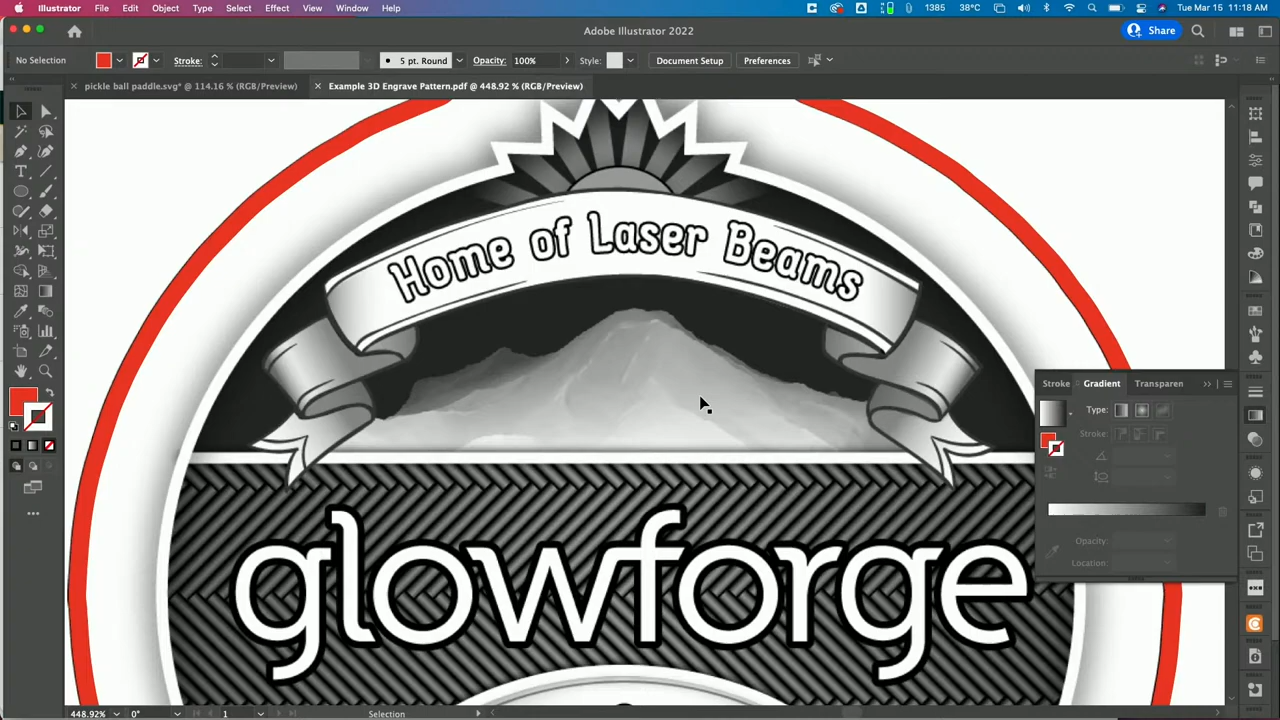 Illustrator File Edit Object Type Select Effect View Window Help 1385 38°C Tue Mar 15 11:18 AM
Adobe Illustrator 2022 Share
No Selection Stroke: 5 pt. Round Opacity: 100% Style: Document Setup Preferences
pickle ball paddle.svg* @ 114.16 % (RGB/Preview) Example 3D Engrave Pattern.pdf @ 448.92 % (RGB/Preview)
Home of Laser Beams
Stroke Gradient Transparen
Type:
Stroke:
glowforge
Opacity:
Location:
448.92% 0° 1 Selection